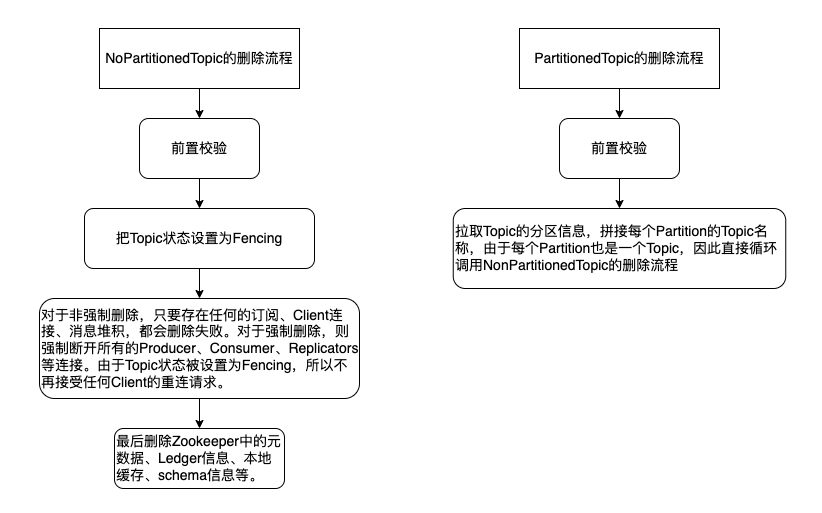 NoPartitionedTopic的删除流程
前置校验
把Topic状态设置为Fencing
对于非强制删除，只要存在任何的订阅、Client连
接、消息堆积，都会删除失败。对于强制删除，则
强制断开所有的Producer、Consumer、Replicators
等连接。由于Topic状态被设置为Fencing，所以不
再接受任何Client的重连请求。
最后删除Zookeeper中的元
数据、Ledger信息、本地
缓存、schema信息等。
PartitionedTopic的删除流程
前置校验
拉取Topic的分区信息，拼接每个Partition的Topic名
称，由于每个Partition也是一个Topic，因此直接循环
调用NonPartitionedTopic的删除流程